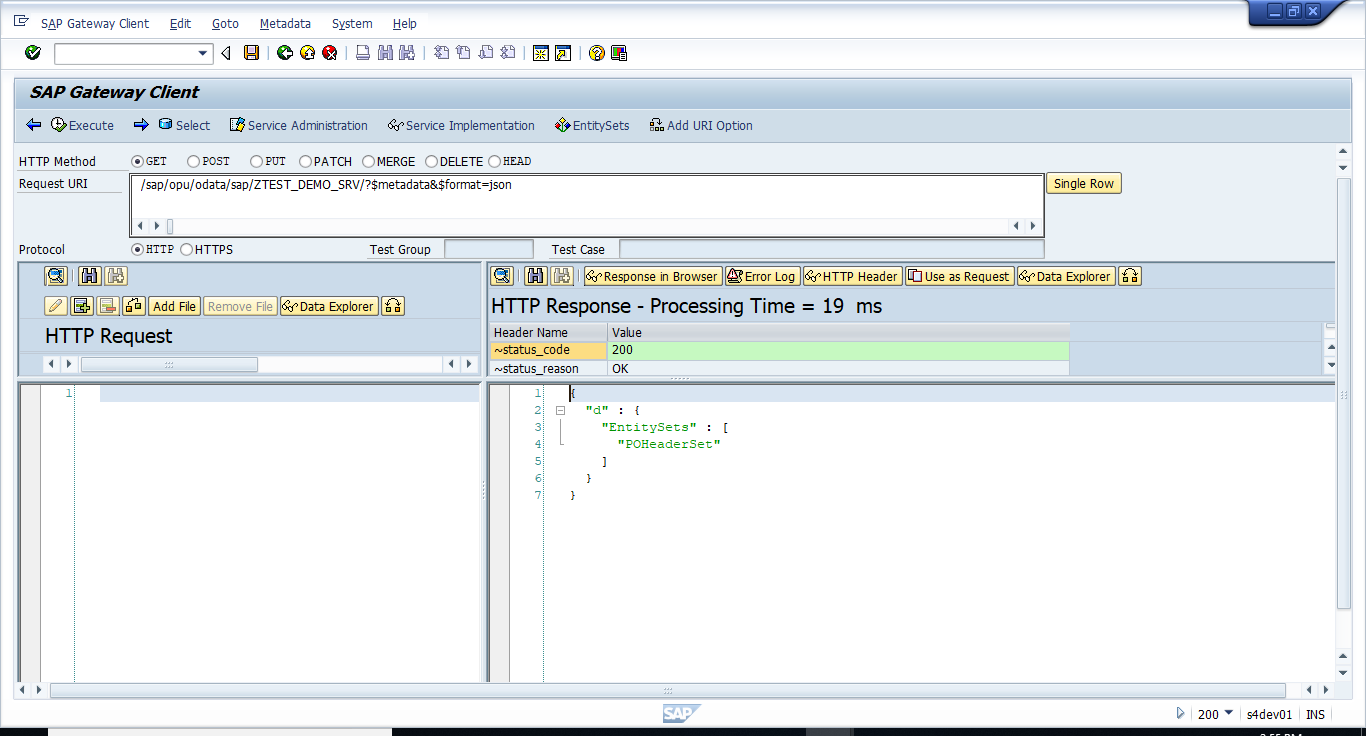 SAP Gateway Client Edit Goto Metadata System Help
SAP Gateway Client
Execute Select Service Administration Service Implementation EntitySets Add URI Option
HTTP Method GET POST PUT PATCH MERGE DELETE HEAD
Request URI /sap/opu/odata/sap/ZTEST_DEMO_SRV/?$metadata&$format=json Single Row
Protocol HTTP HTTPS Test Group Test Case
Response in Browser Error Log HTTP Header Use as Request Data Explorer
Add File Remove File Data Explorer
HTTP Request
HTTP Response - Processing Time = 19 ms
Header Name Value
~status_code 200
~status_reason OK
1
1 {
2 "d" : {
3 "EntitySets" : [
4 "POHeaderSet"
5 ]
6 }
7 }
SAP
200 s4dev01 INS